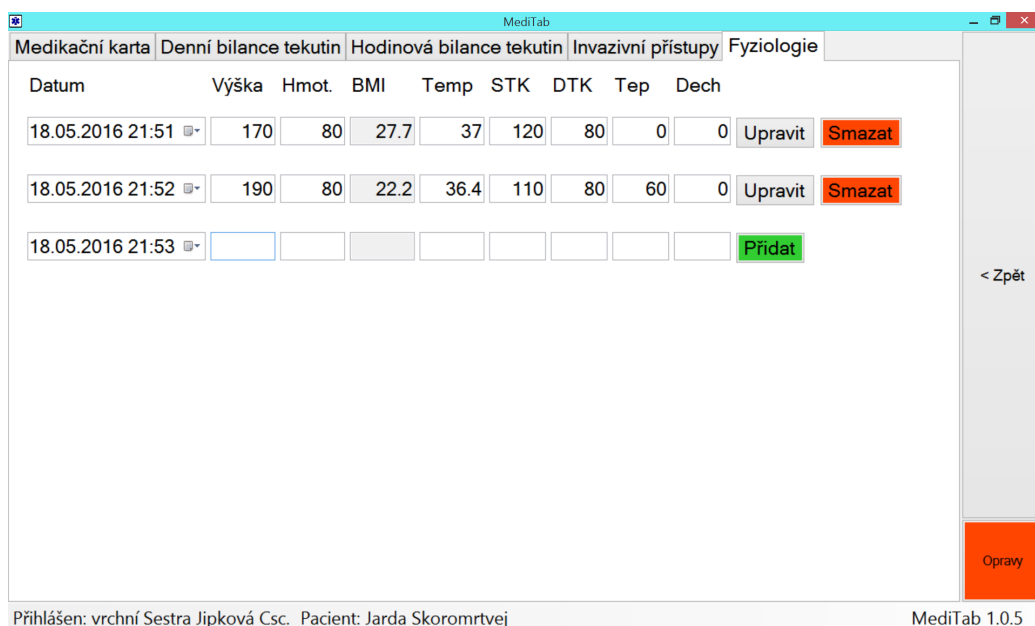 MediTab
Medikační karta Denní bilance tekutin Hodinová bilance tekutin Invazivní přístupy Fyziologie
Datum Výška Hmot. BMI Temp STK DTK Tep Dech
18.05.2016 21:51 170 80 27.7 37 120 80 0 0 Upravit Smazat
18.05.2016 21:52 190 80 22.2 36.4 110 80 60 0 Upravit Smazat
18.05.2016 21:53 Přidat
< Zpět
Opravy
Přihlášen: vrchní Sestra Jipková Csc. Pacient: Jarda Skoromrtvej MediTab 1.0.5